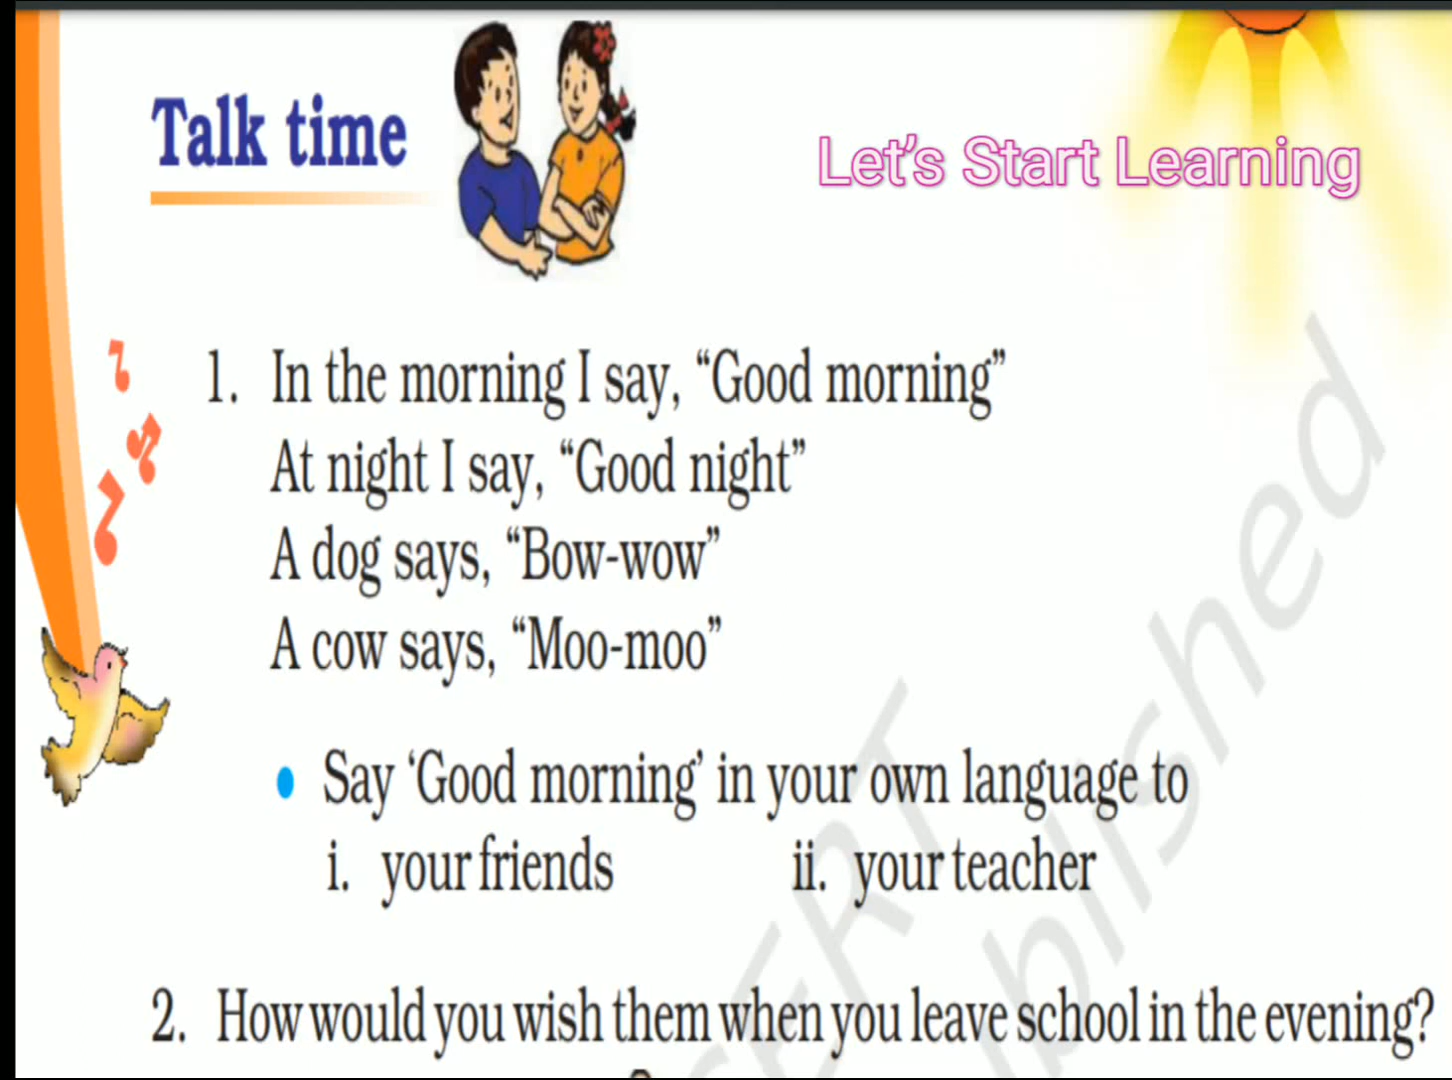 Talk time
Let's Start Learning
1. In the morning I say, “Good morning”
At night I say, “Good night”
A dog says, “Bow-wow”
A cow says, “Moo-moo”
• Say ‘Good morning’ in your own language to
i. your friends ii. your teacher
2. How would you wish them when you leave school in the evening?